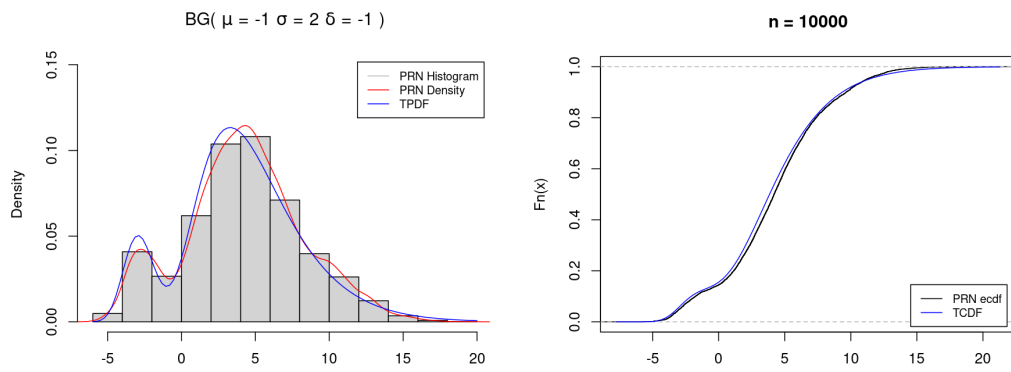 BG( μ = -1 σ = 2 δ = -1 )
Density
0.15
0.10
0.05
0.00
-5 0 5 10 15 20
PRN Histogram
PRN Density
TPDF
n = 10000
Fn(x)
1.0
0.8
0.6
0.4
0.2
0.0
-5 0 5 10 15 20
PRN ecdf
TCDF